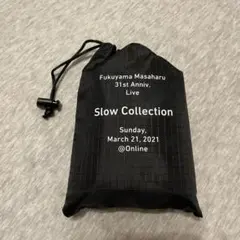 Fukuyama Masaharu
31st Anniv.
Live
Slow Collection
Sunday,
March 21, 2021
@Online